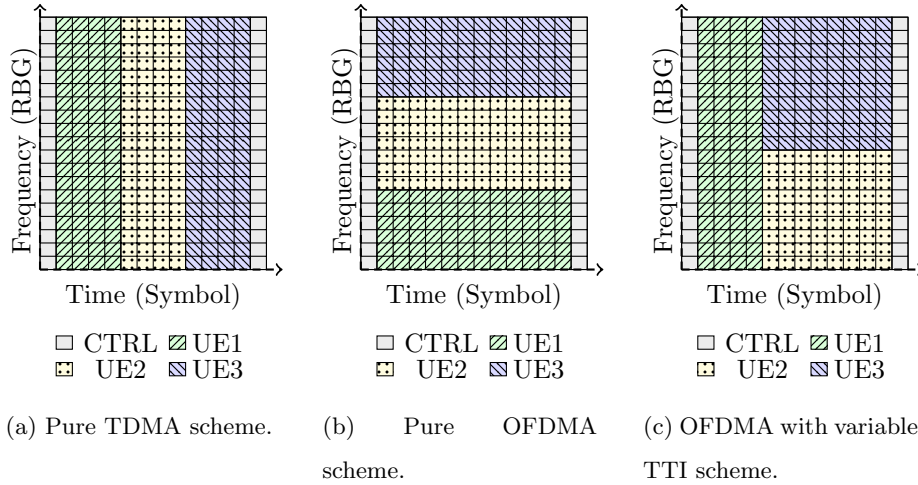 Frequency (RBG)
Time (Symbol)
CTRL UE1
UE2 UE3
(a) Pure TDMA scheme.
Frequency (RBG)
Time (Symbol)
CTRL UE1
UE2 UE3
(b) Pure OFDMA
scheme.
Frequency (RBG)
Time (Symbol)
CTRL UE1
UE2 UE3
(c) OFDMA with variable
TTI scheme.